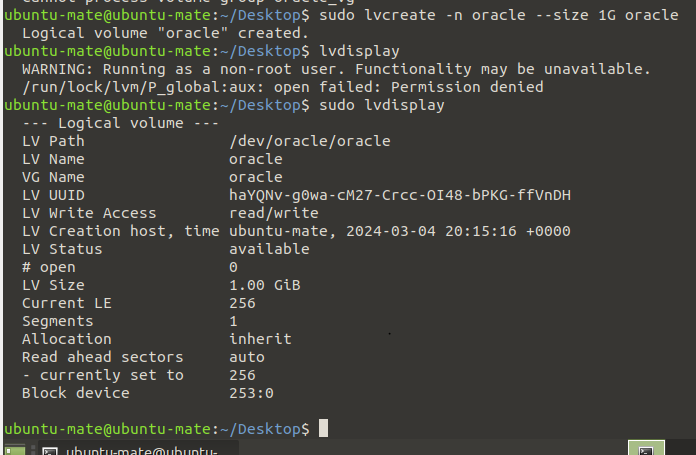 Cannot process volume group oracle_vg
ubuntu-mate@ubuntu-mate:~/Desktop$ sudo lvcreate -n oracle --size 1G oracle
  Logical volume "oracle" created.
ubuntu-mate@ubuntu-mate:~/Desktop$ lvdisplay
  WARNING: Running as a non-root user. Functionality may be unavailable.
  /run/lock/lvm/P_global:aux: open failed: Permission denied
ubuntu-mate@ubuntu-mate:~/Desktop$ sudo lvdisplay
  --- Logical volume ---
  LV Path                /dev/oracle/oracle
  LV Name                oracle
  VG Name                oracle
  LV UUID                haYQNv-g0wa-cM27-Crcc-OI48-bPKG-ffVnDH
  LV Write Access        read/write
  LV Creation host, time ubuntu-mate, 2024-03-04 20:15:16 +0000
  LV Status              available
  # open                 0
  LV Size                1.00 GiB
  Current LE             256
  Segments               1
  Allocation             inherit
  Read ahead sectors     auto
  - currently set to     256
  Block device           253:0
ubuntu-mate@ubuntu-mate:~/Desktop$
ubuntu-mate@ubuntu-